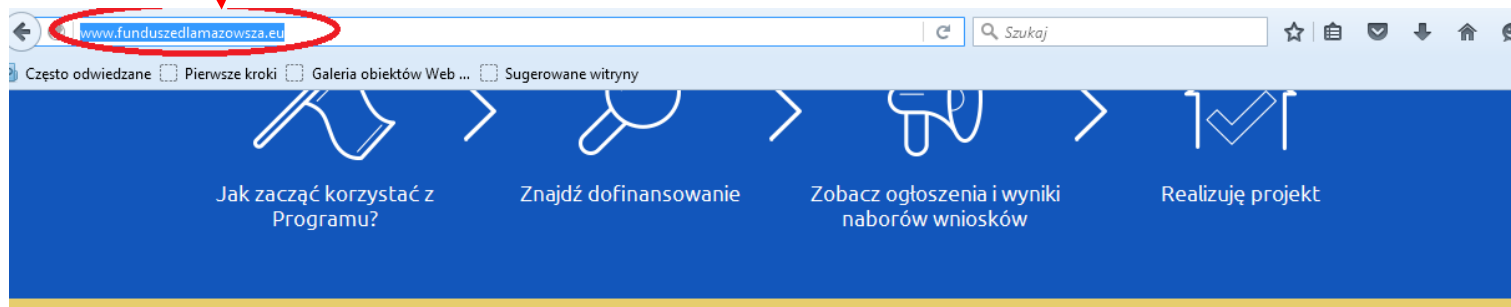 www.funduszedlamazowsza.eu
Szukaj
Często odwiedzane Pierwsze kroki Galeria obiektów Web ... Sugerowane witryny
Jak zacząć korzystać z Programu?
Znajdź dofinansowanie
Zobacz ogłoszenia i wyniki naborów wniosków
Realizuję projekt